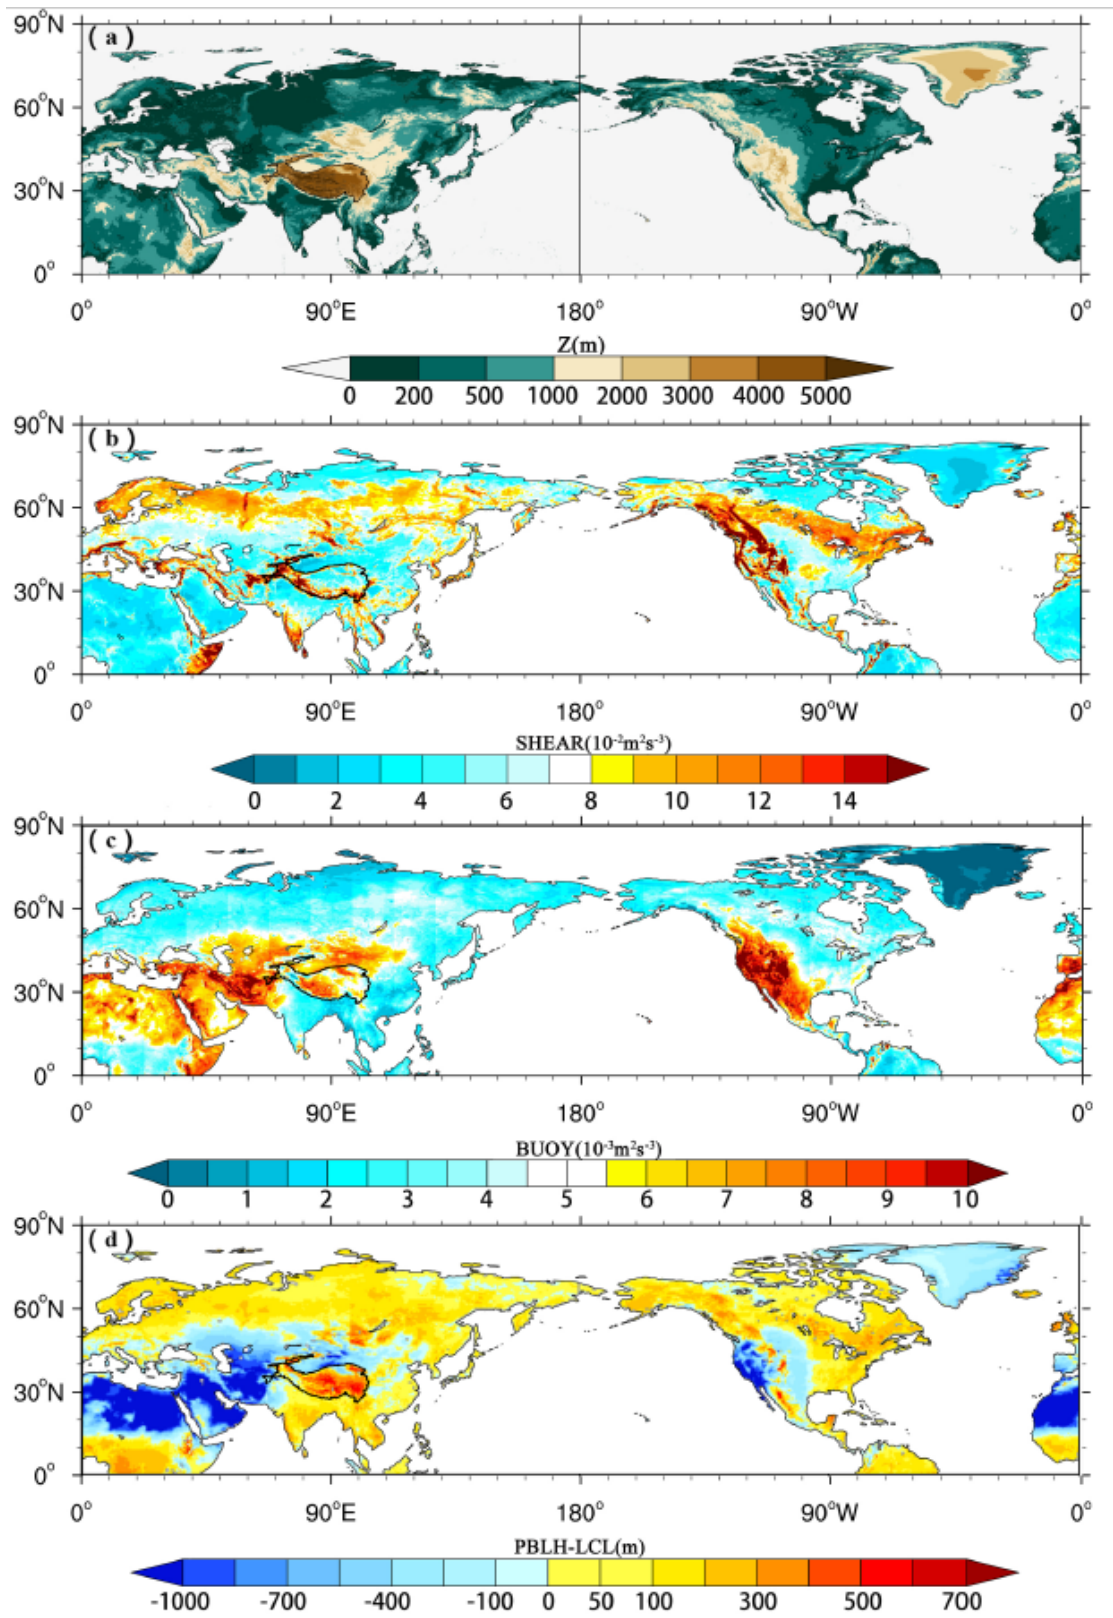 90°N
( a )
60°N
30°N
0°
0° 90°E 180° 90°W 0°
Z(m)
0 200 500 1000 2000 3000 4000 5000
90°N
( b )
60°N
30°N
0°
0° 90°E 180° 90°W 0°
SHEAR(10⁻²m²s⁻³)
0 2 4 6 8 10 12 14
90°N
( c )
60°N
30°N
0°
0° 90°E 180° 90°W 0°
BUOY(10⁻³m²s⁻³)
0 1 2 3 4 5 6 7 8 9 10
90°N
( d )
60°N
30°N
0°
0° 90°E 180° 90°W 0°
PBLH-LCL(m)
-1000 -700 -400 -100 0 50 100 300 500 700